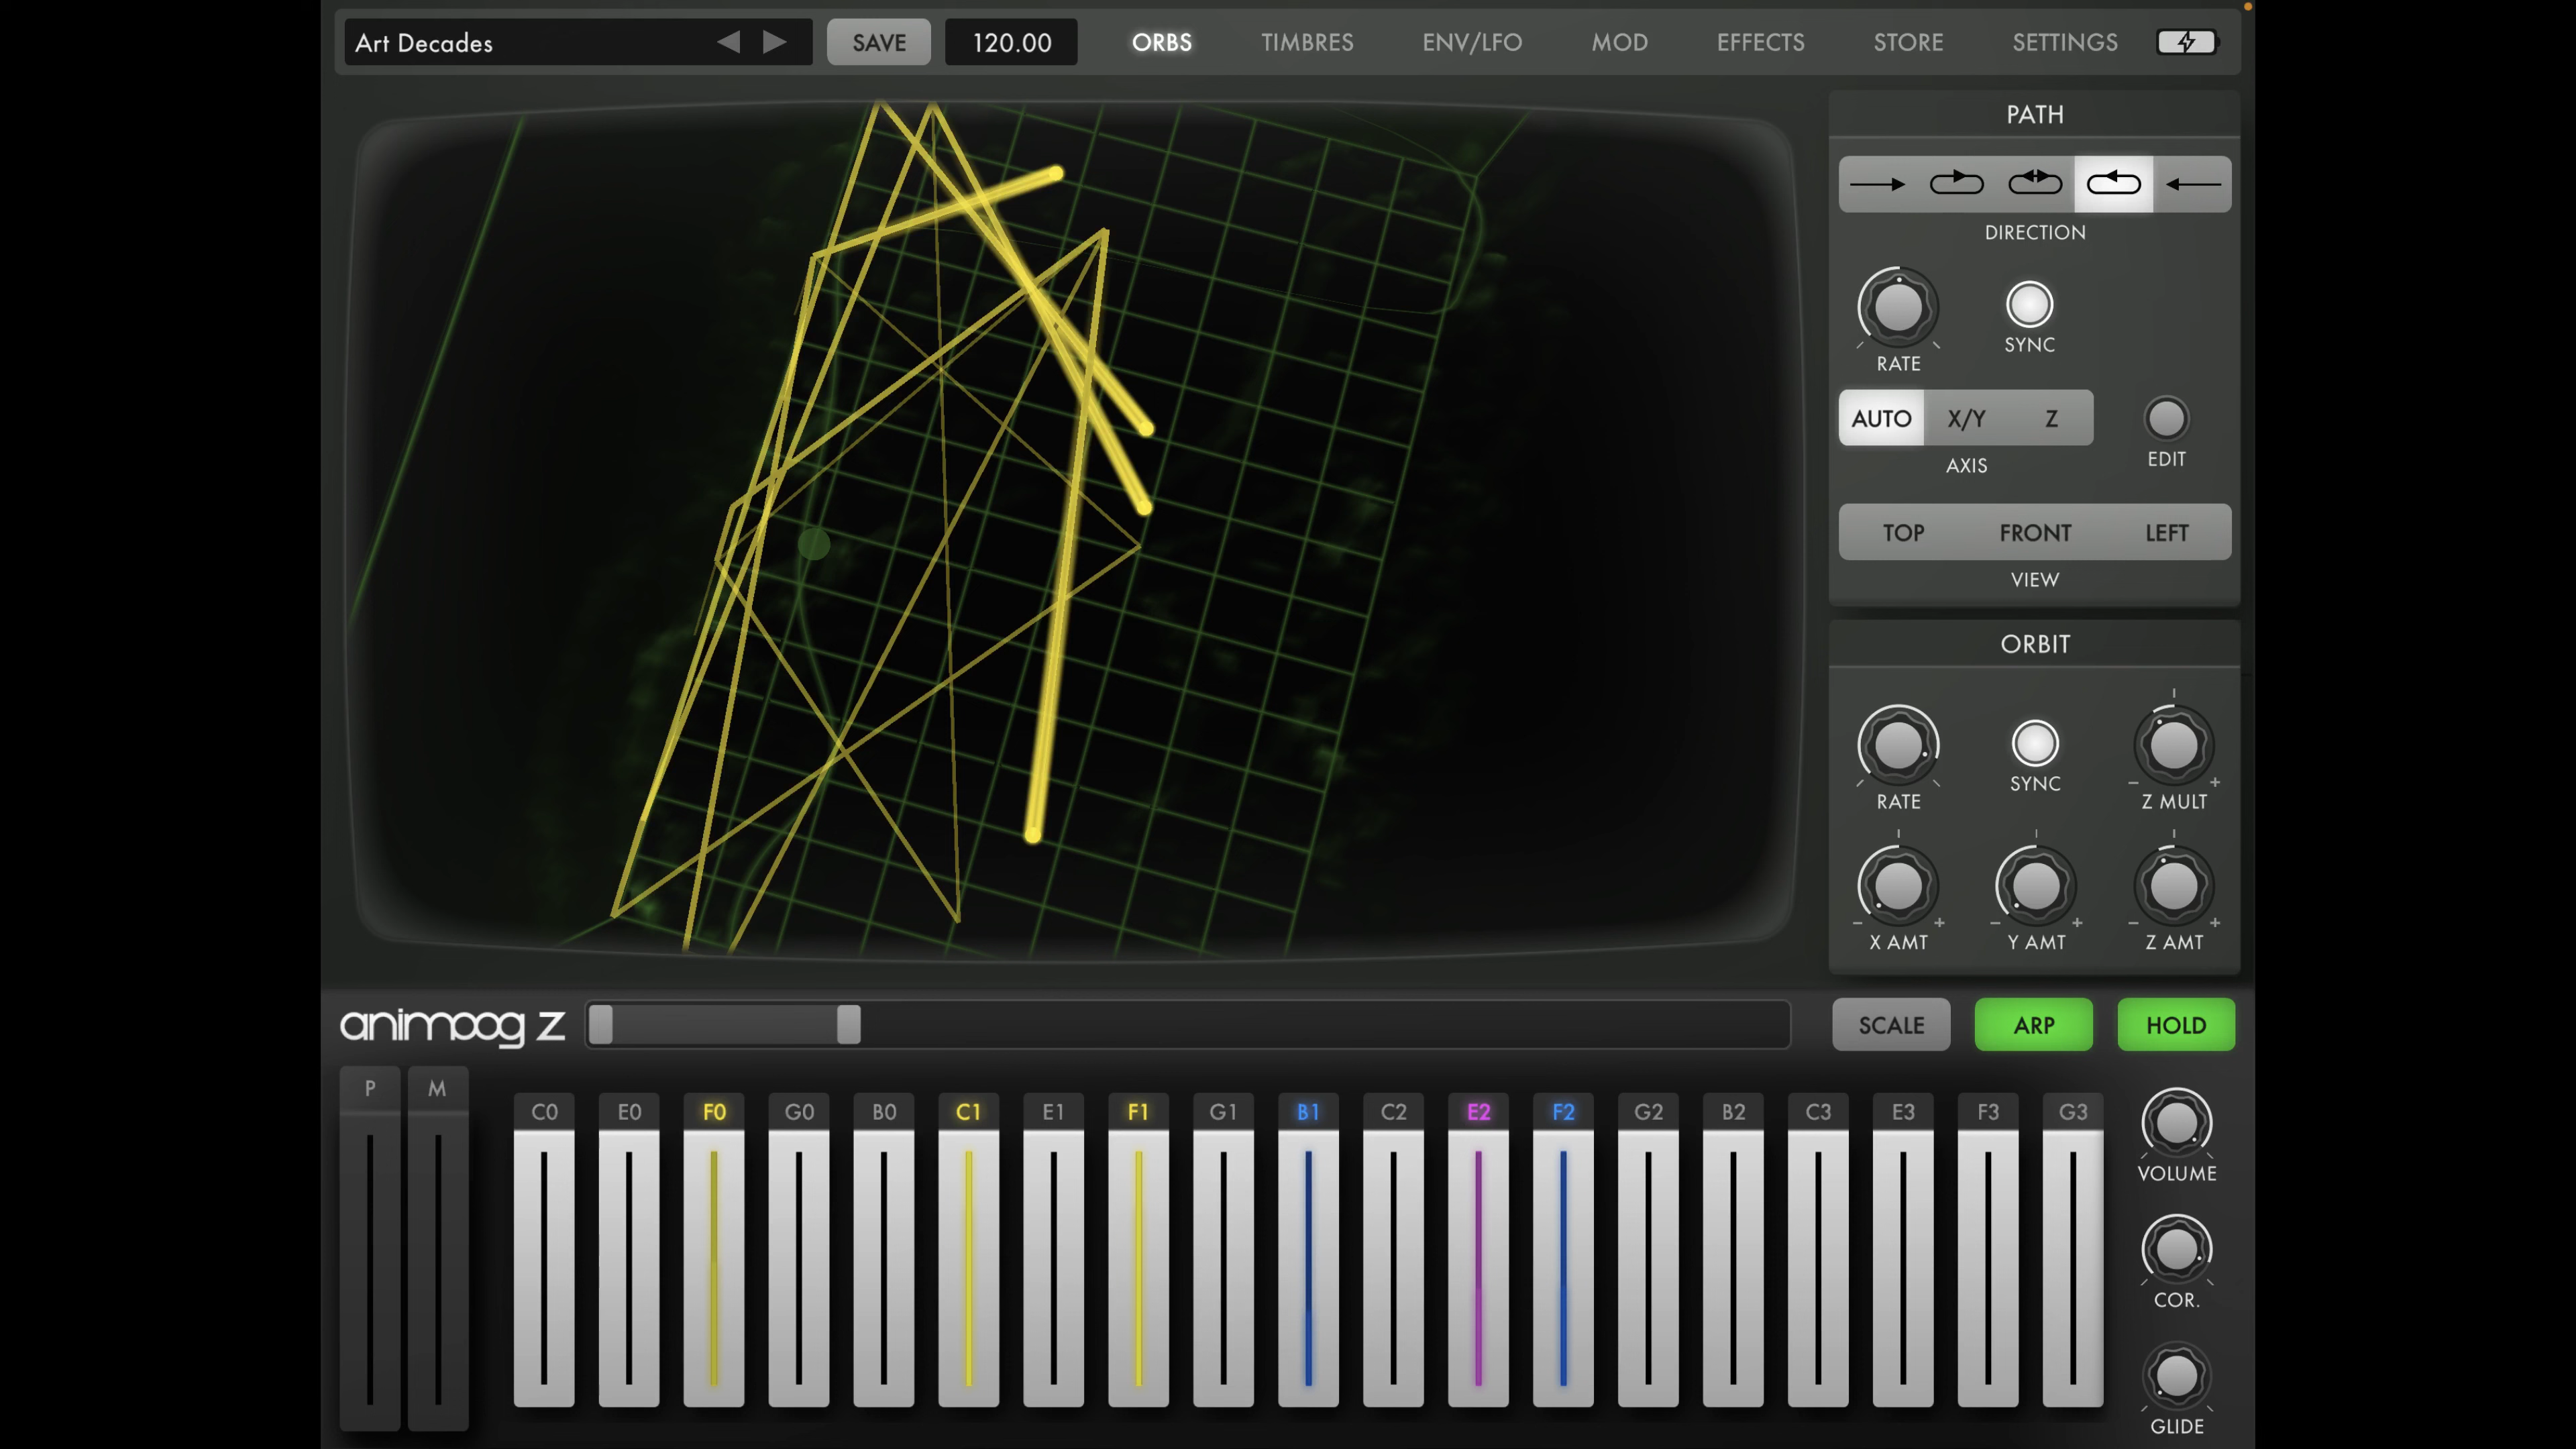 Art Decades
SAVE
120.00
ORBS
TIMBRES
ENV/LFO
MOD
EFFECTS
STORE
SETTINGS
PATH
DIRECTION
RATE
SYNC
AUTO
X/Y
Z
AXIS
EDIT
TOP
FRONT
LEFT
VIEW
ORBIT
RATE
SYNC
- +
Z MULT
- +
X AMT
- +
Y AMT
- +
Z AMT
animoog z
SCALE
ARP
HOLD
P
M
C0
E0
F0
G0
B0
C1
E1
F1
G1
B1
C2
E2
F2
G2
B2
C3
E3
F3
G3
VOLUME
COR.
GLIDE